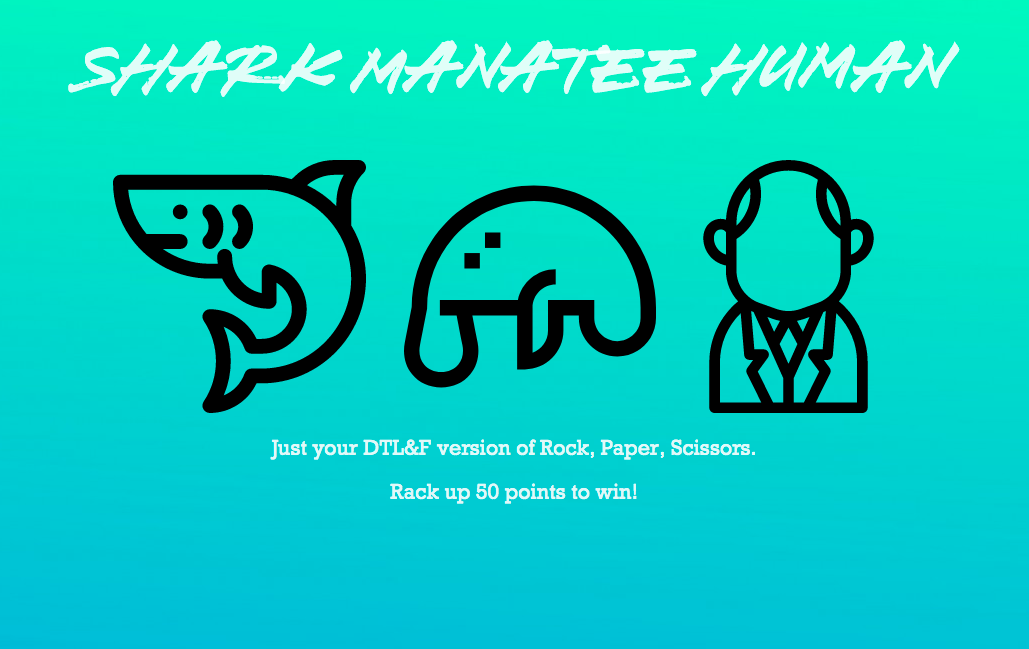 SHARK MANATEE HUMAN
Just your DTL&F version of Rock, Paper, Scissors.
Rack up 50 points to win!